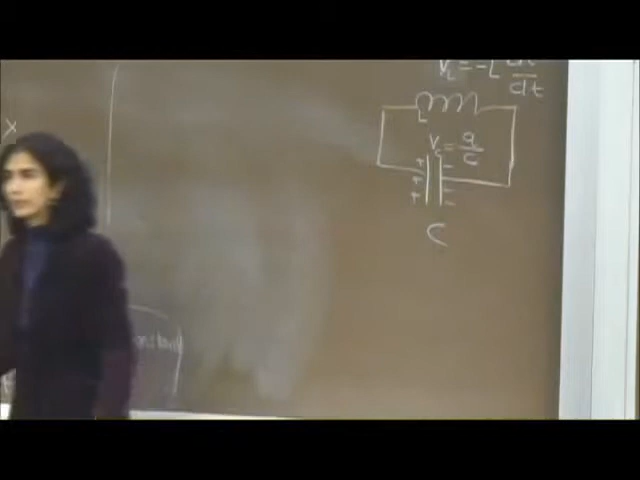 x
V_L = -L di/dt
L
V_C = q/C
+ -
+ -
+ -
C